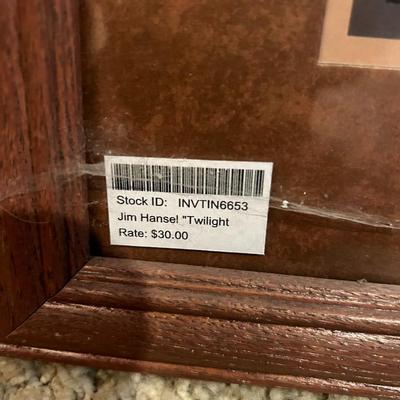 Stock ID: INVTIN6653
Jim Hansel "Twilight
Rate: $30.00